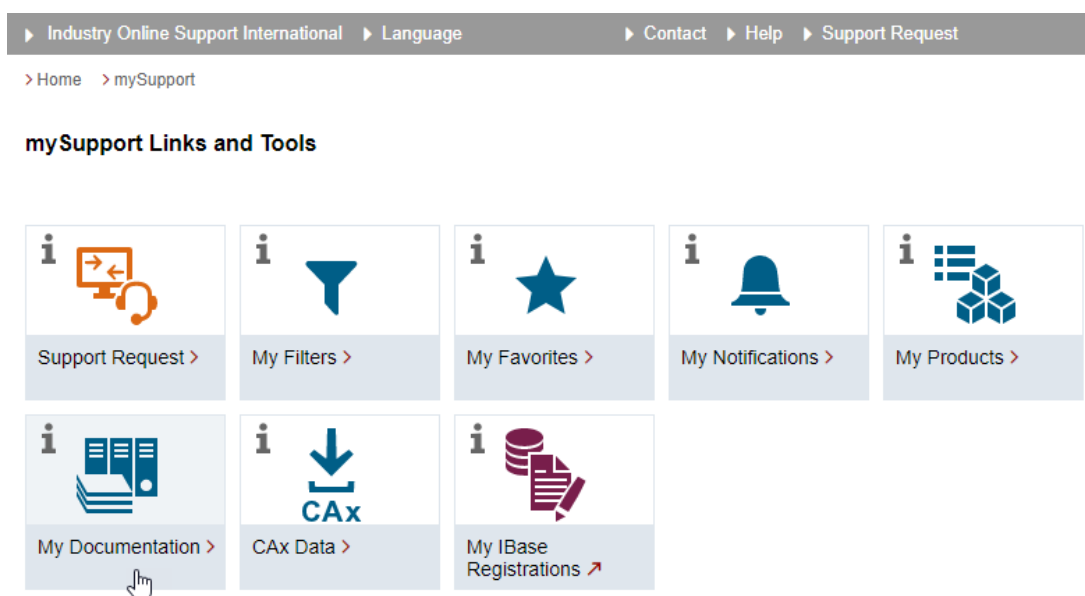 Industry Online Support International Language Contact Help Support Request
>Home >mySupport
mySupport Links and Tools
i i i i i
Support Request > My Filters > My Favorites > My Notifications > My Products >
i i i
CAx
My Documentation > CAx Data > My IBase
Registrations